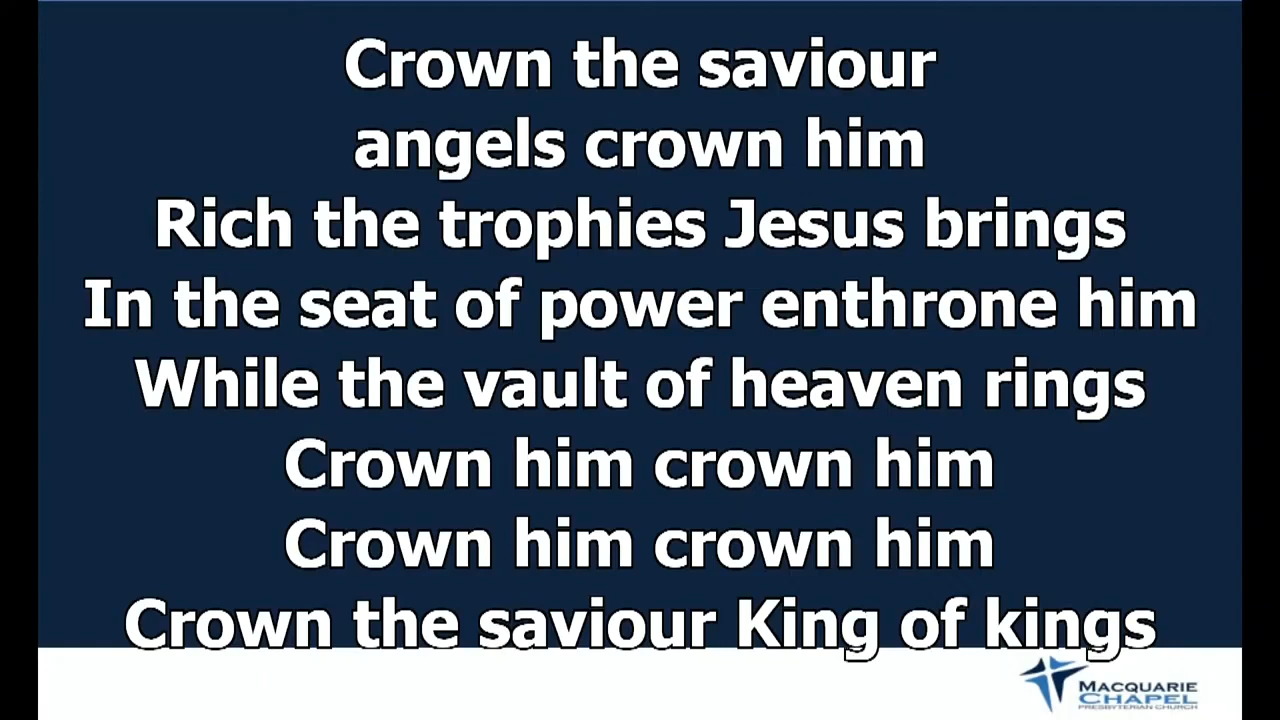 Crown the saviour
angels crown him
Rich the trophies Jesus brings
In the seat of power enthrone him
While the vault of heaven rings
Crown him crown him
Crown him crown him
Crown the saviour King of kings
MACQUARIE
CHAPEL
PRESBYTERIAN CHURCH